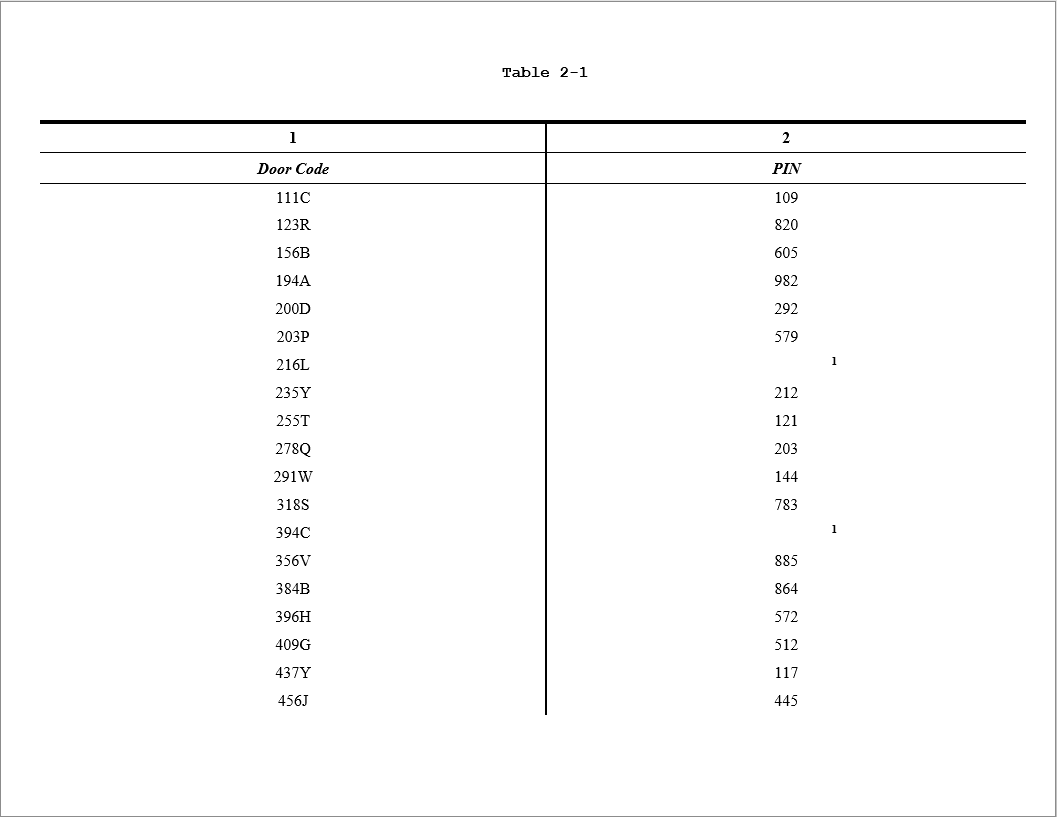 Table 2-1
1 2
Door Code PIN
111C 109
123R 820
156B 605
194A 982
200D 292
203P 579
216L 1
235Y 212
255T 121
278Q 203
291W 144
318S 783
394C 1
356V 885
384B 864
396H 572
409G 512
437Y 117
456J 445